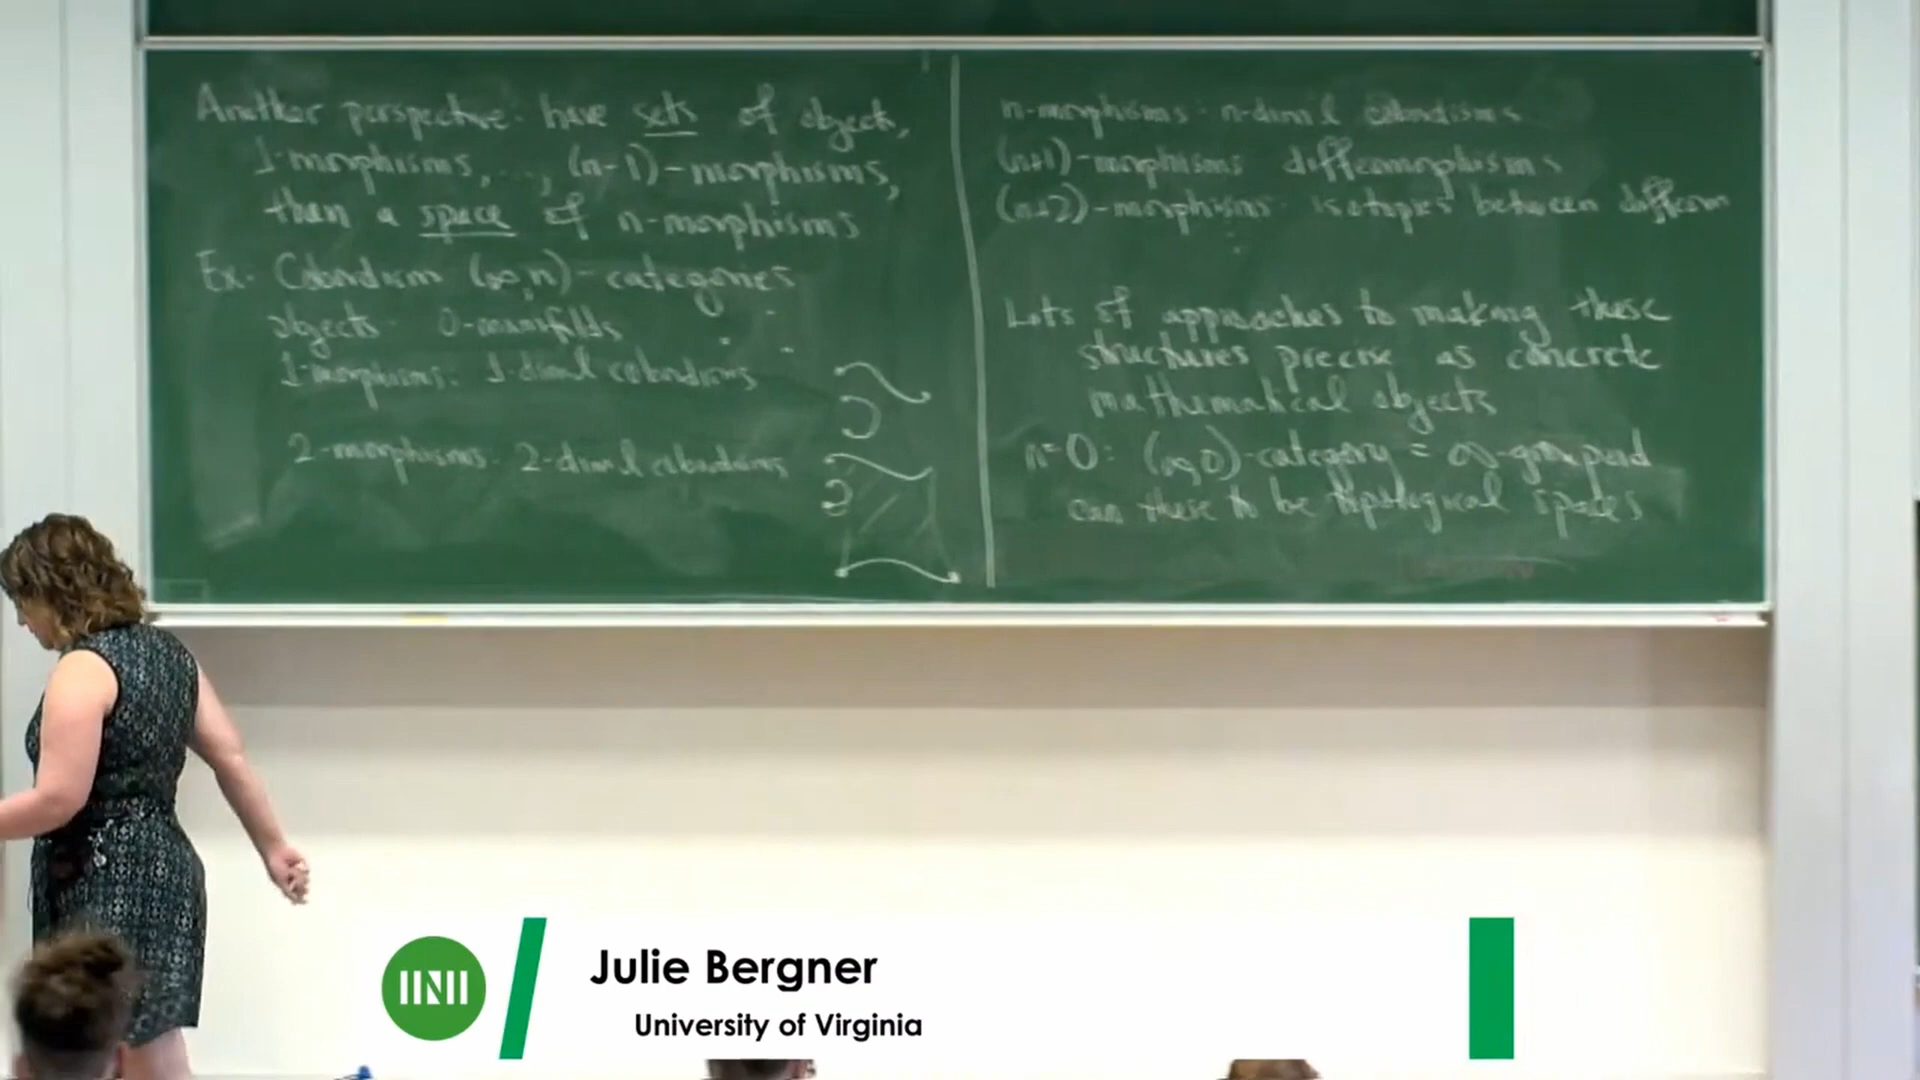 Another perspective: have sets of objects,
1-morphisms, ..., (n-1)-morphisms,
then a space of n-morphisms
Ex. Cobordism (∞,n)-categories
objects: 0-manifolds
1-morphisms: 1-dim'l cobordisms
2-morphisms: 2-dim'l cobordisms
n-morphisms: n-dim'l cobordisms
(n+1)-morphisms diffeomorphisms
(n+2)-morphisms: isotopies between diffeom
Lots of approaches to making these
structures precise as concrete
mathematical objects
n=0: (∞,0)-category = ∞-groupoid
can these to be topological spaces
Julie Bergner
University of Virginia